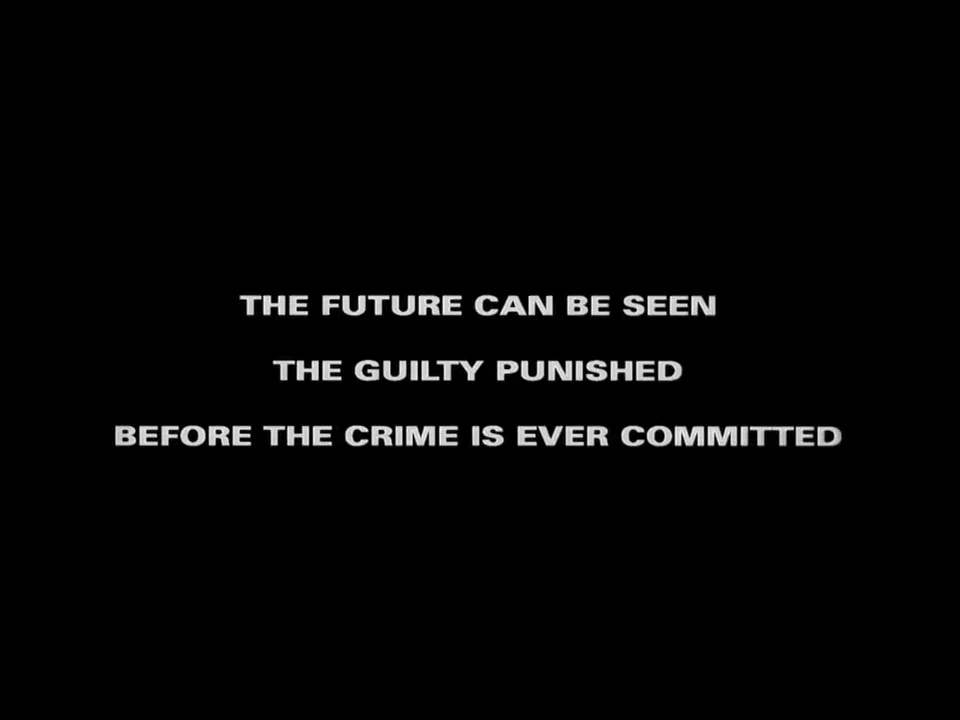 THE FUTURE CAN BE SEEN
THE GUILTY PUNISHED
BEFORE THE CRIME IS EVER COMMITTED